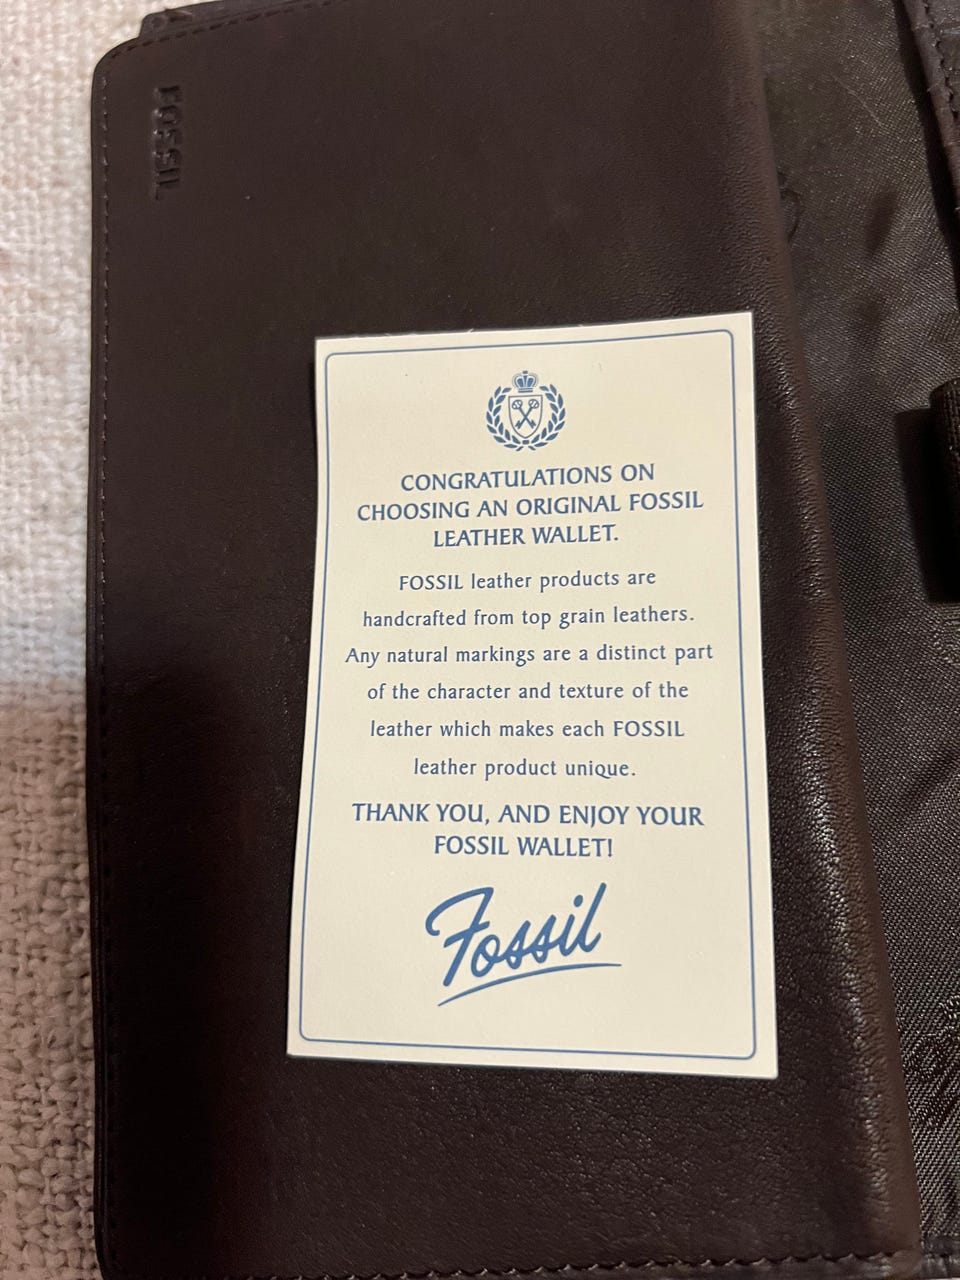 FOSSIL
CONGRATULATIONS ON
CHOOSING AN ORIGINAL FOSSIL
LEATHER WALLET.
FOSSIL leather products are
handcrafted from top grain leathers.
Any natural markings are a distinct part
of the character and texture of the
leather which makes each FOSSIL
leather product unique.
THANK YOU, AND ENJOY YOUR
FOSSIL WALLET!
Fossil